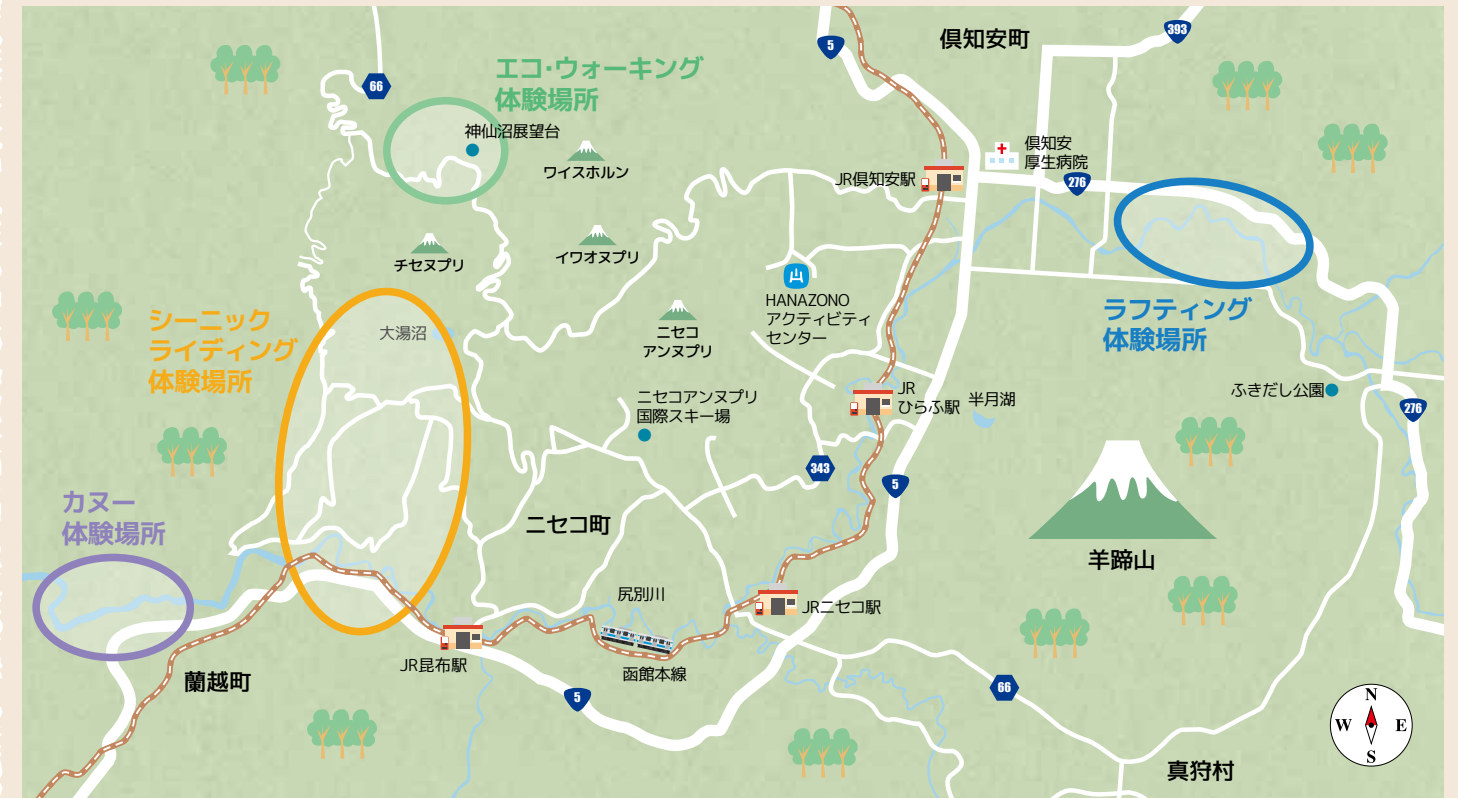 5
倶知安町
393
エコ・ウォーキング
体験場所
66
神仙沼展望台
ワイスホルン
倶知安
厚生病院
JR倶知安駅
276
チセヌプリ
イワオヌプリ
HANAZONO
アクティビティ
センター
ラフティング
体験場所
シーニック
ライディング
体験場所
大湯沼
ニセコ
アンヌプリ
ニセコアンヌプリ
国際スキー場
JR
ひらふ駅
半月湖
ふきだし公園
276
343
5
カヌー
体験場所
ニセコ町
羊蹄山
尻別川
JRニセコ駅
JR昆布駅
函館本線
蘭越町
5
66
真狩村
N
W
E
S